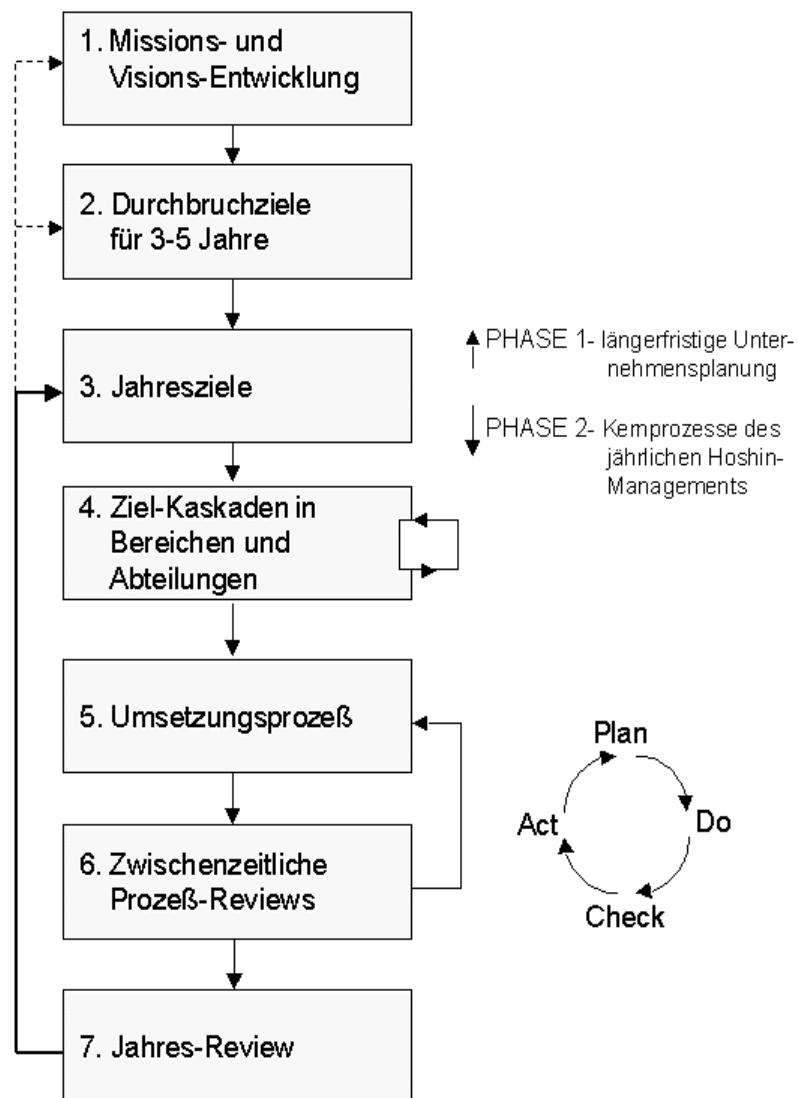 1. Missions- und
Visions-Entwicklung
2. Durchbruchziele
für 3-5 Jahre
3. Jahresziele
PHASE 1- längerfristige Unter-
nehmensplanung
PHASE 2- Kernprozesse des
jährlichen Hoshin-
Managements
4. Ziel-Kaskaden in
Bereichen und
Abteilungen
5. Umsetzungsprozeß
6. Zwischenzeitliche
Prozeß-Reviews
7. Jahres-Review
Plan
Do
Check
Act